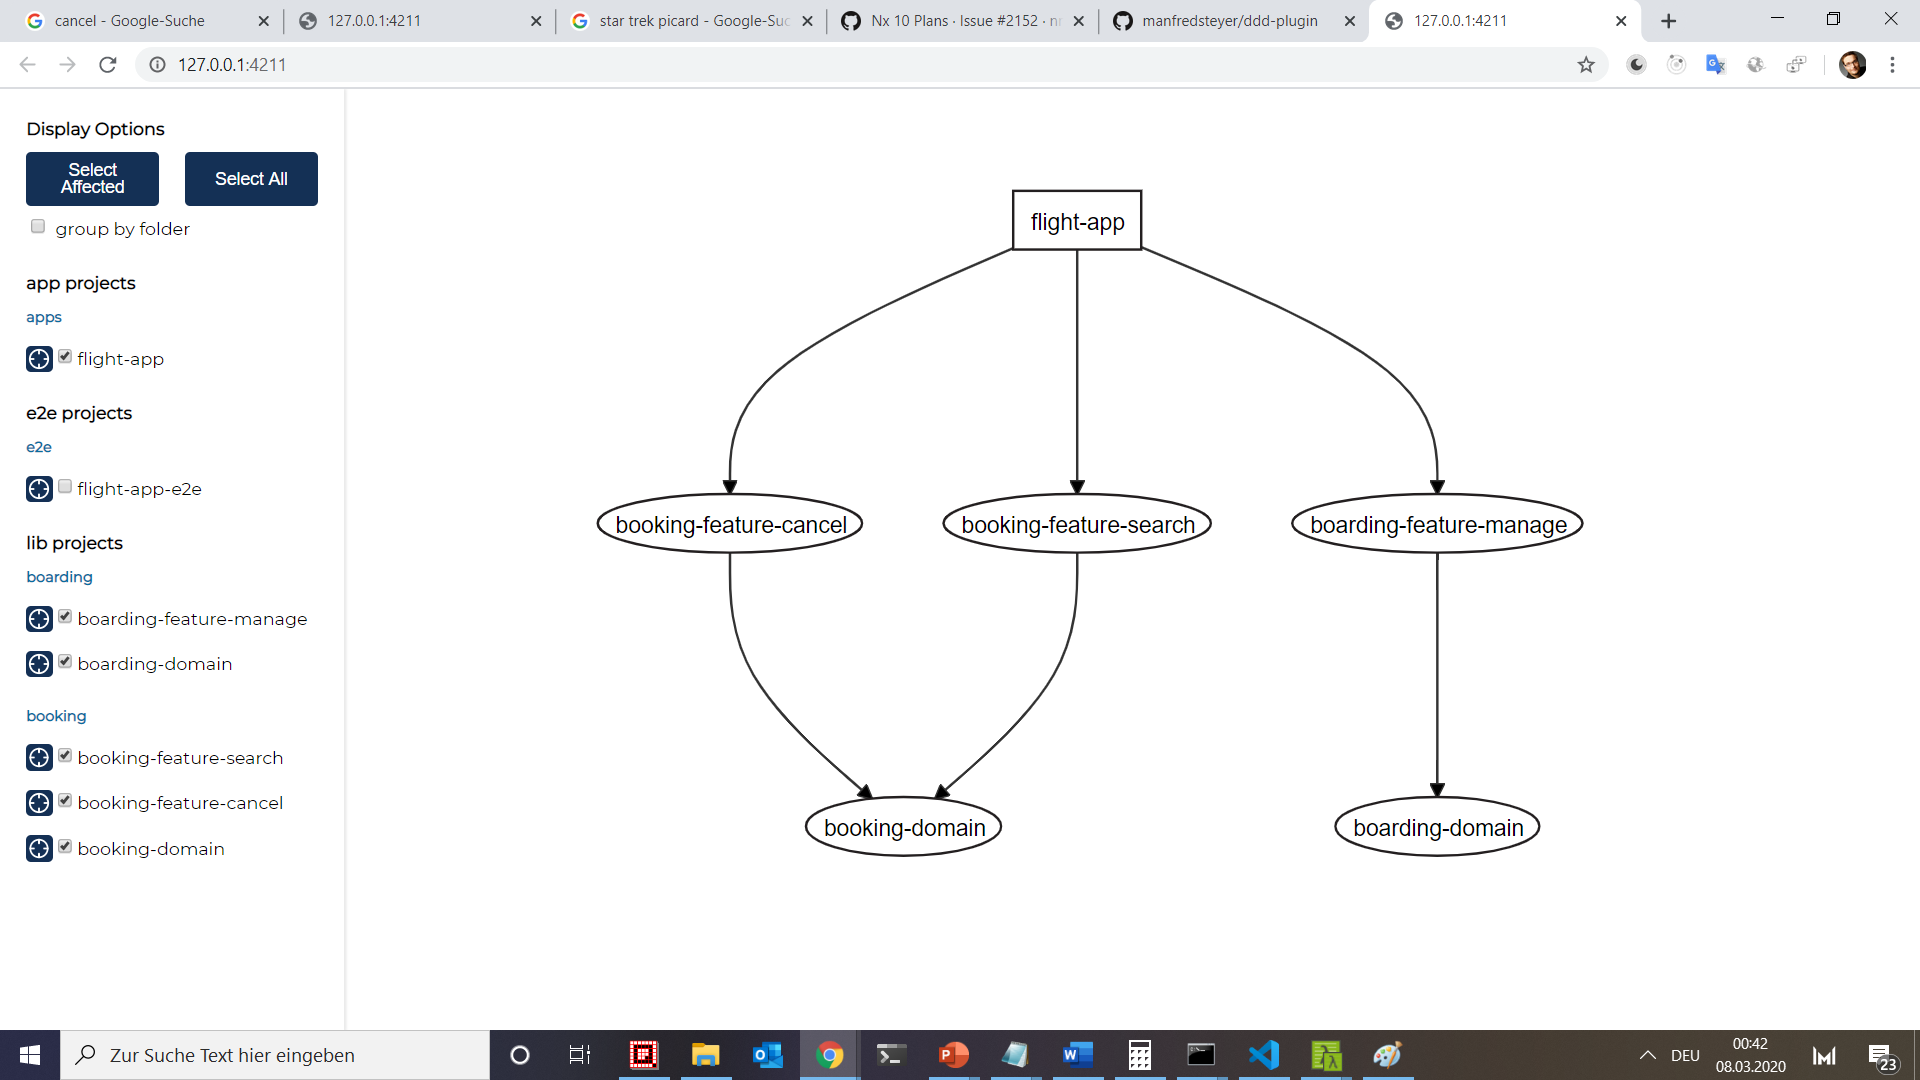 cancel - Google-Suche
127.0.0.1:4211
star trek picard - Google-Suc
Nx 10 Plans · Issue #2152 · n
manfredsteyer/ddd-plugin
127.0.0.1:4211
127.0.0.1:4211
Display Options
Select Affected
Select All
group by folder
app projects
apps
flight-app
e2e projects
e2e
flight-app-e2e
lib projects
boarding
boarding-feature-manage
boarding-domain
booking
booking-feature-search
booking-feature-cancel
booking-domain
flight-app
booking-feature-cancel
booking-feature-search
boarding-feature-manage
booking-domain
boarding-domain
Zur Suche Text hier eingeben
DEU
00:42
08.03.2020
23